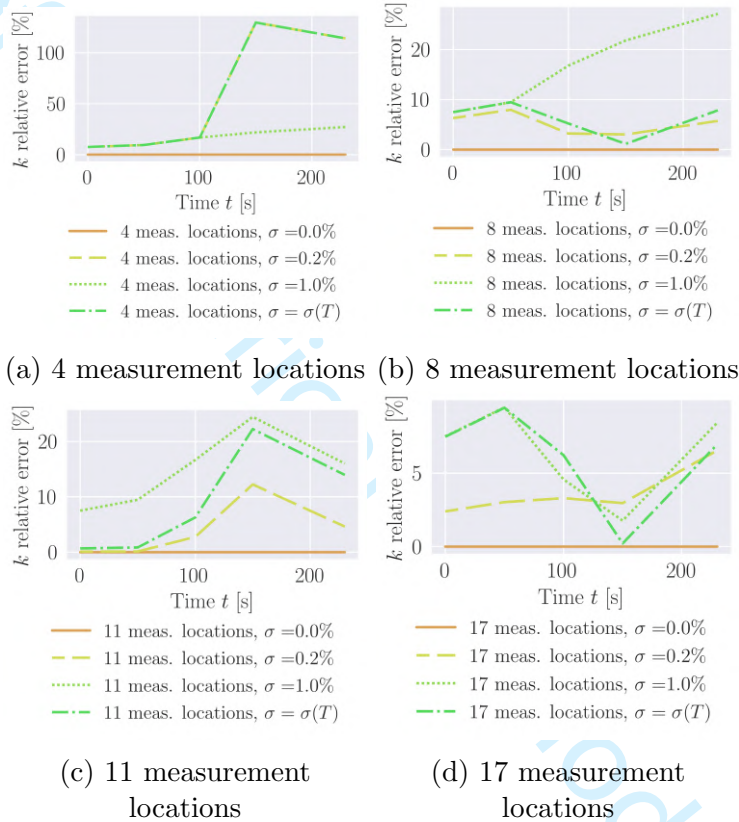 k relative error [%]
100
50
0
0
200
Time t [s]
4 meas. locations, σ =0.0%
4 meas. locations, σ =0.2%
4 meas. locations, σ =1.0%
4 meas. locations, σ = σ(T)
(a) 4 measurement locations
k relative error [%]
20
10
0
0
100
200
Time t [s]
8 meas. locations, σ =0.0%
8 meas. locations, σ =0.2%
8 meas. locations, σ =1.0%
8 meas. locations, σ = σ(T)
(b) 8 measurement locations
k relative error [%]
20
10
0
0
100
200
Time t [s]
11 meas. locations, σ =0.0%
11 meas. locations, σ =0.2%
11 meas. locations, σ =1.0%
11 meas. locations, σ = σ(T)
(c) 11 measurement
locations
k relative error [%]
5
0
0
100
200
Time t [s]
17 meas. locations, σ =0.0%
17 meas. locations, σ =0.2%
17 meas. locations, σ =1.0%
17 meas. locations, σ = σ(T)
(d) 17 measurement
locations